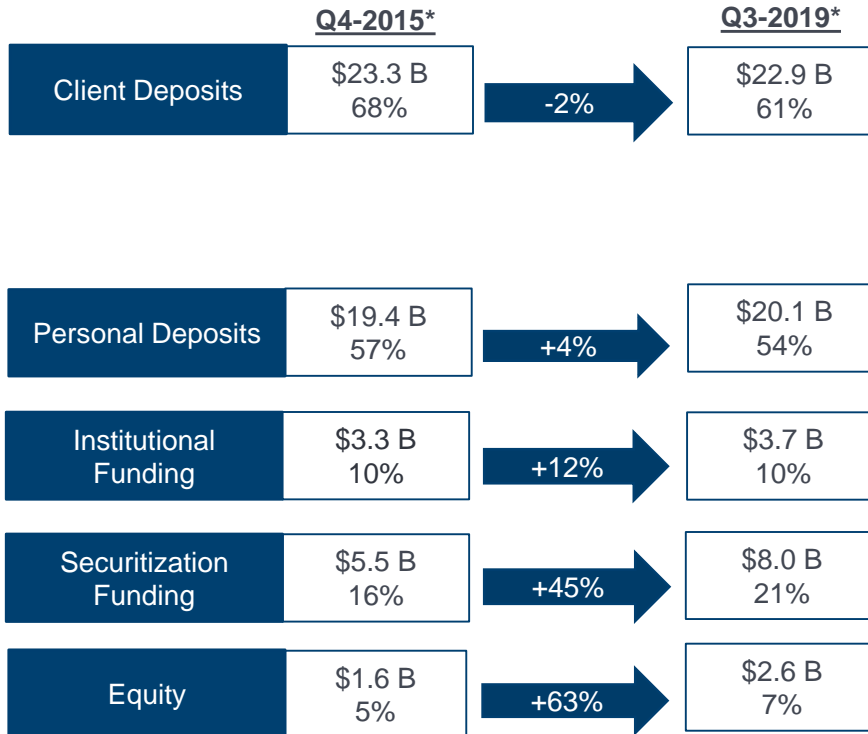 Q4-2015*
Q3-2019*
Client Deposits
$23.3 B
68%
-2%
$22.9 B
61%
Personal Deposits
$19.4 B
57%
+4%
$20.1 B
54%
Institutional
Funding
$3.3 B
10%
+12%
$3.7 B
10%
Securitization
Funding
$5.5 B
16%
+45%
$8.0 B
21%
Equity
$1.6 B
5%
+63%
$2.6 B
7%